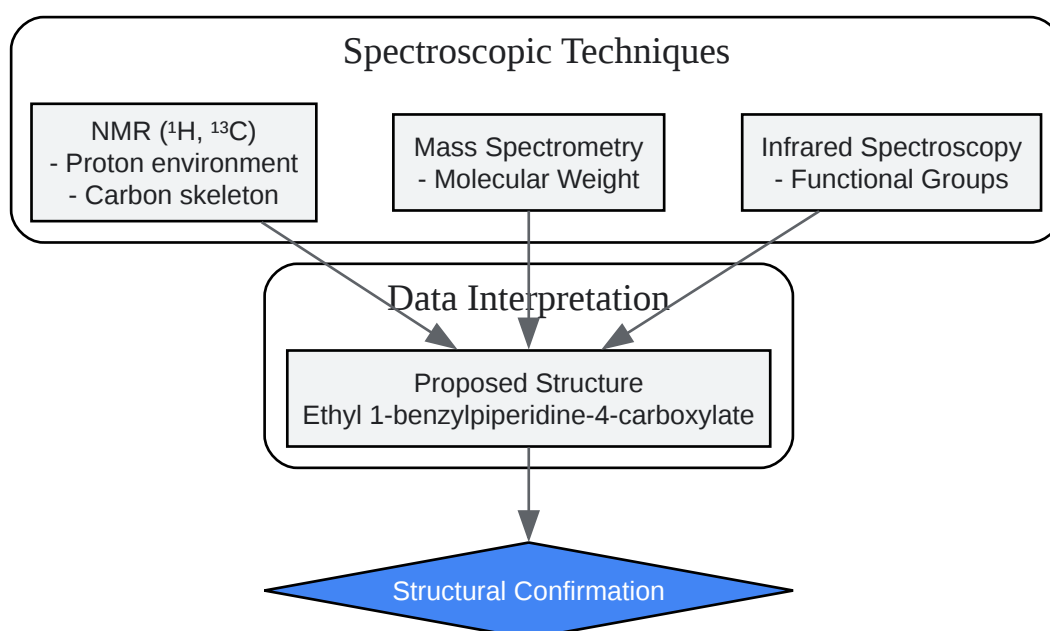 Spectroscopic Techniques
NMR (¹H, ¹³C)
- Proton environment
- Carbon skeleton
Mass Spectrometry
- Molecular Weight
Infrared Spectroscopy
- Functional Groups
Data Interpretation
Proposed Structure
Ethyl 1-benzylpiperidine-4-carboxylate
Structural Confirmation